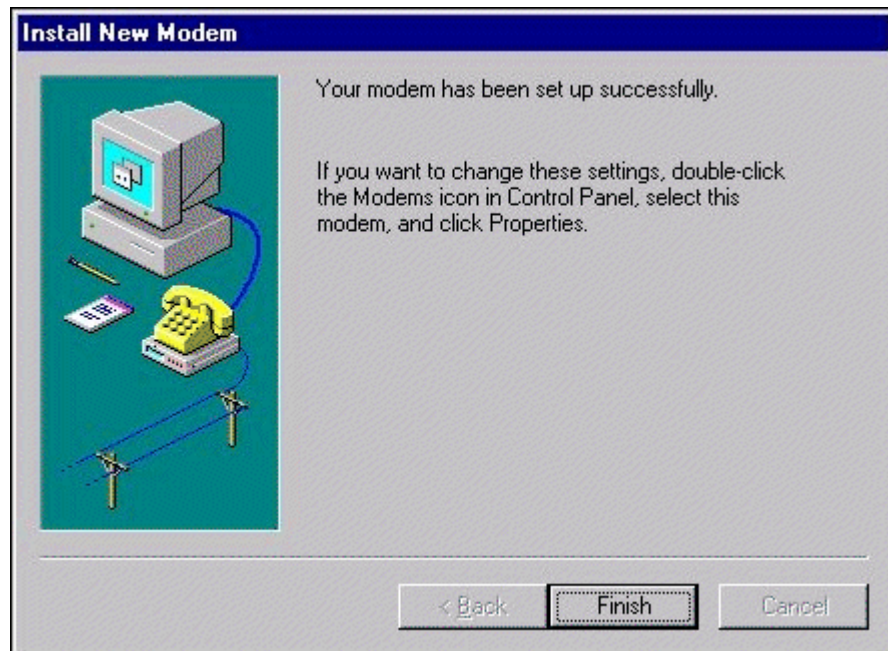 Install New Modem
Your modem has been set up successfully.
If you want to change these settings, double-click
the Modems icon in Control Panel, select this
modem, and click Properties.
< Back
Finish
Cancel